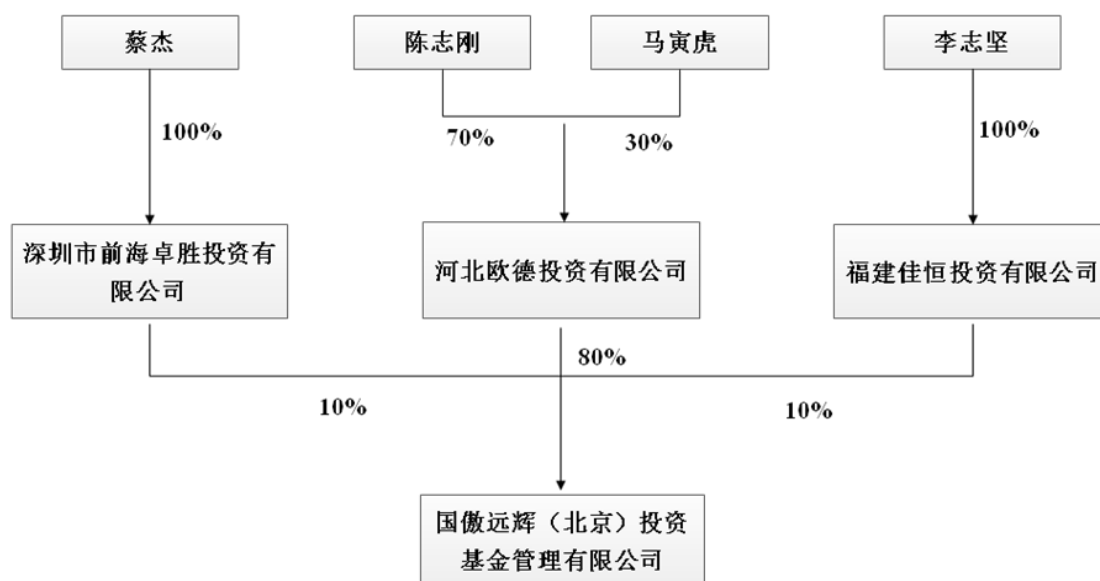 蔡杰
陈志刚
马寅虎
李志坚
100%
70%
30%
100%
深圳市前海卓胜投资有
限公司
河北欧德投资有限公司
福建佳恒投资有限公司
80%
10%
10%
国傲远辉（北京）投资
基金管理有限公司